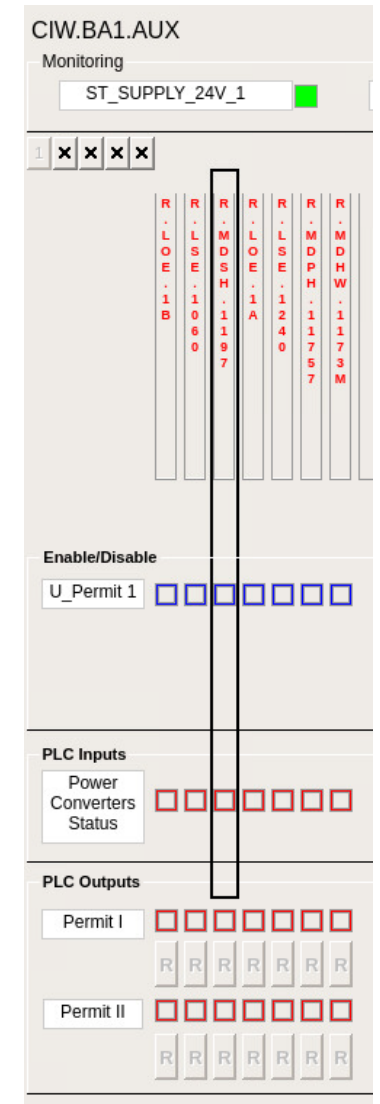 CIW.BA1.AUX
Monitoring
ST_SUPPLY_24V_1
1 x x x x
R.LOE.1B
R.LSE.1060
R.MDSH.1197
R.LOE.1A
R.LSE.1240
R.MDPH.11757
R.MDHW.1173M
Enable/Disable
U_Permit 1
PLC Inputs
Power
Converters
Status
PLC Outputs
Permit I
R R R R R R R
Permit II
R R R R R R R